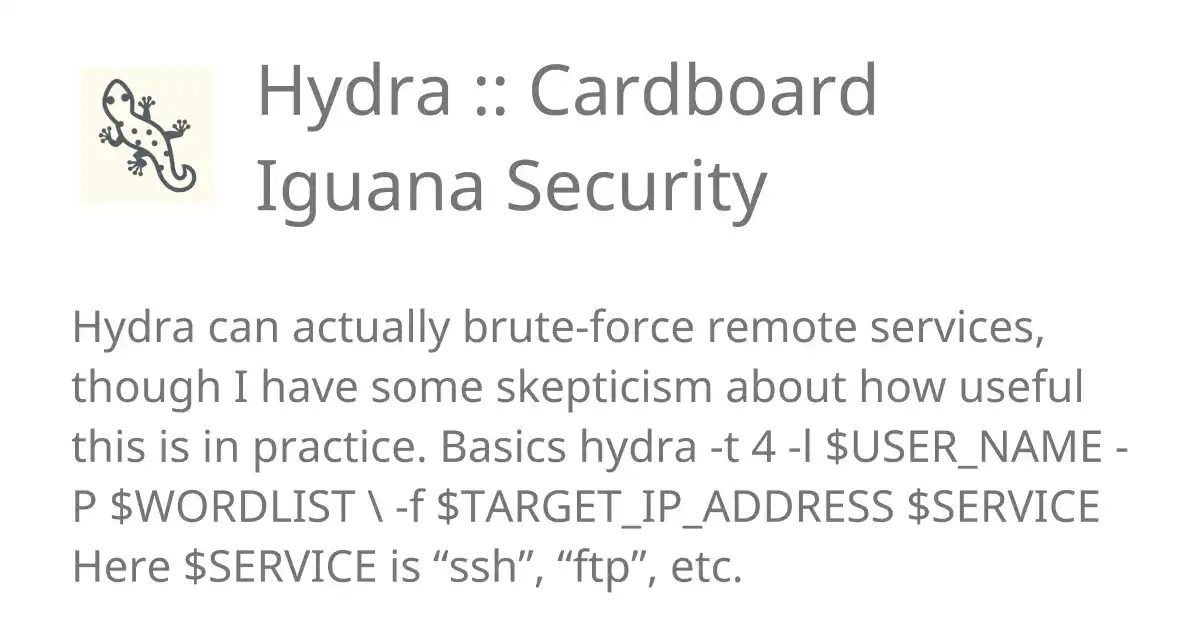 Hydra :: Cardboard
Iguana Security
Hydra can actually brute-force remote services,
though I have some skepticism about how useful
this is in practice. Basics hydra -t 4 -l $USER_NAME -
P $WORDLIST \ -f $TARGET_IP_ADDRESS $SERVICE
Here $SERVICE is “ssh”, “ftp”, etc.